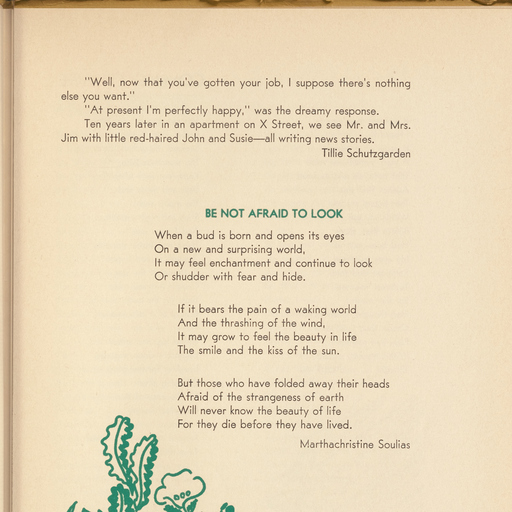 "Well, now that you've gotten your job, I suppose there's nothing
else you want."
"At present I'm perfectly happy," was the dreamy response.
Ten years later in an apartment on X Street, we see Mr. and Mrs.
Jim with little red-haired John and Susie—all writing news stories.
Tillie Schutzgarden
BE NOT AFRAID TO LOOK
When a bud is born and opens its eyes
On a new and surprising world,
It may feel enchantment and continue to look
Or shudder with fear and hide.
If it bears the pain of a waking world
And the thrashing of the wind,
It may grow to feel the beauty in life
The smile and the kiss of the sun.
But those who have folded away their heads
Afraid of the strangeness of earth
Will never know the beauty of life
For they die before they have lived.
Marthachristine Soulias